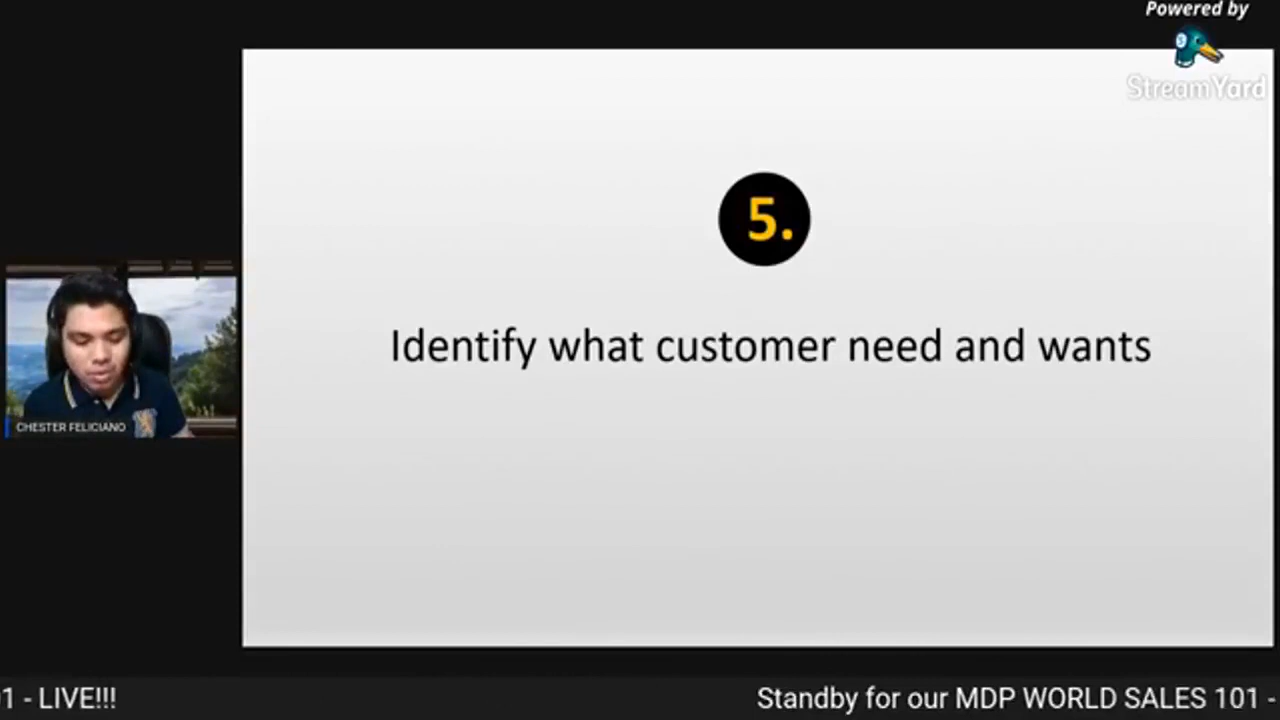 Powered by
StreamYard
5.
Identify what customer need and wants
CHESTER FELICIANO
1 - LIVE!!!
Standby for our MDP WORLD SALES 101 -